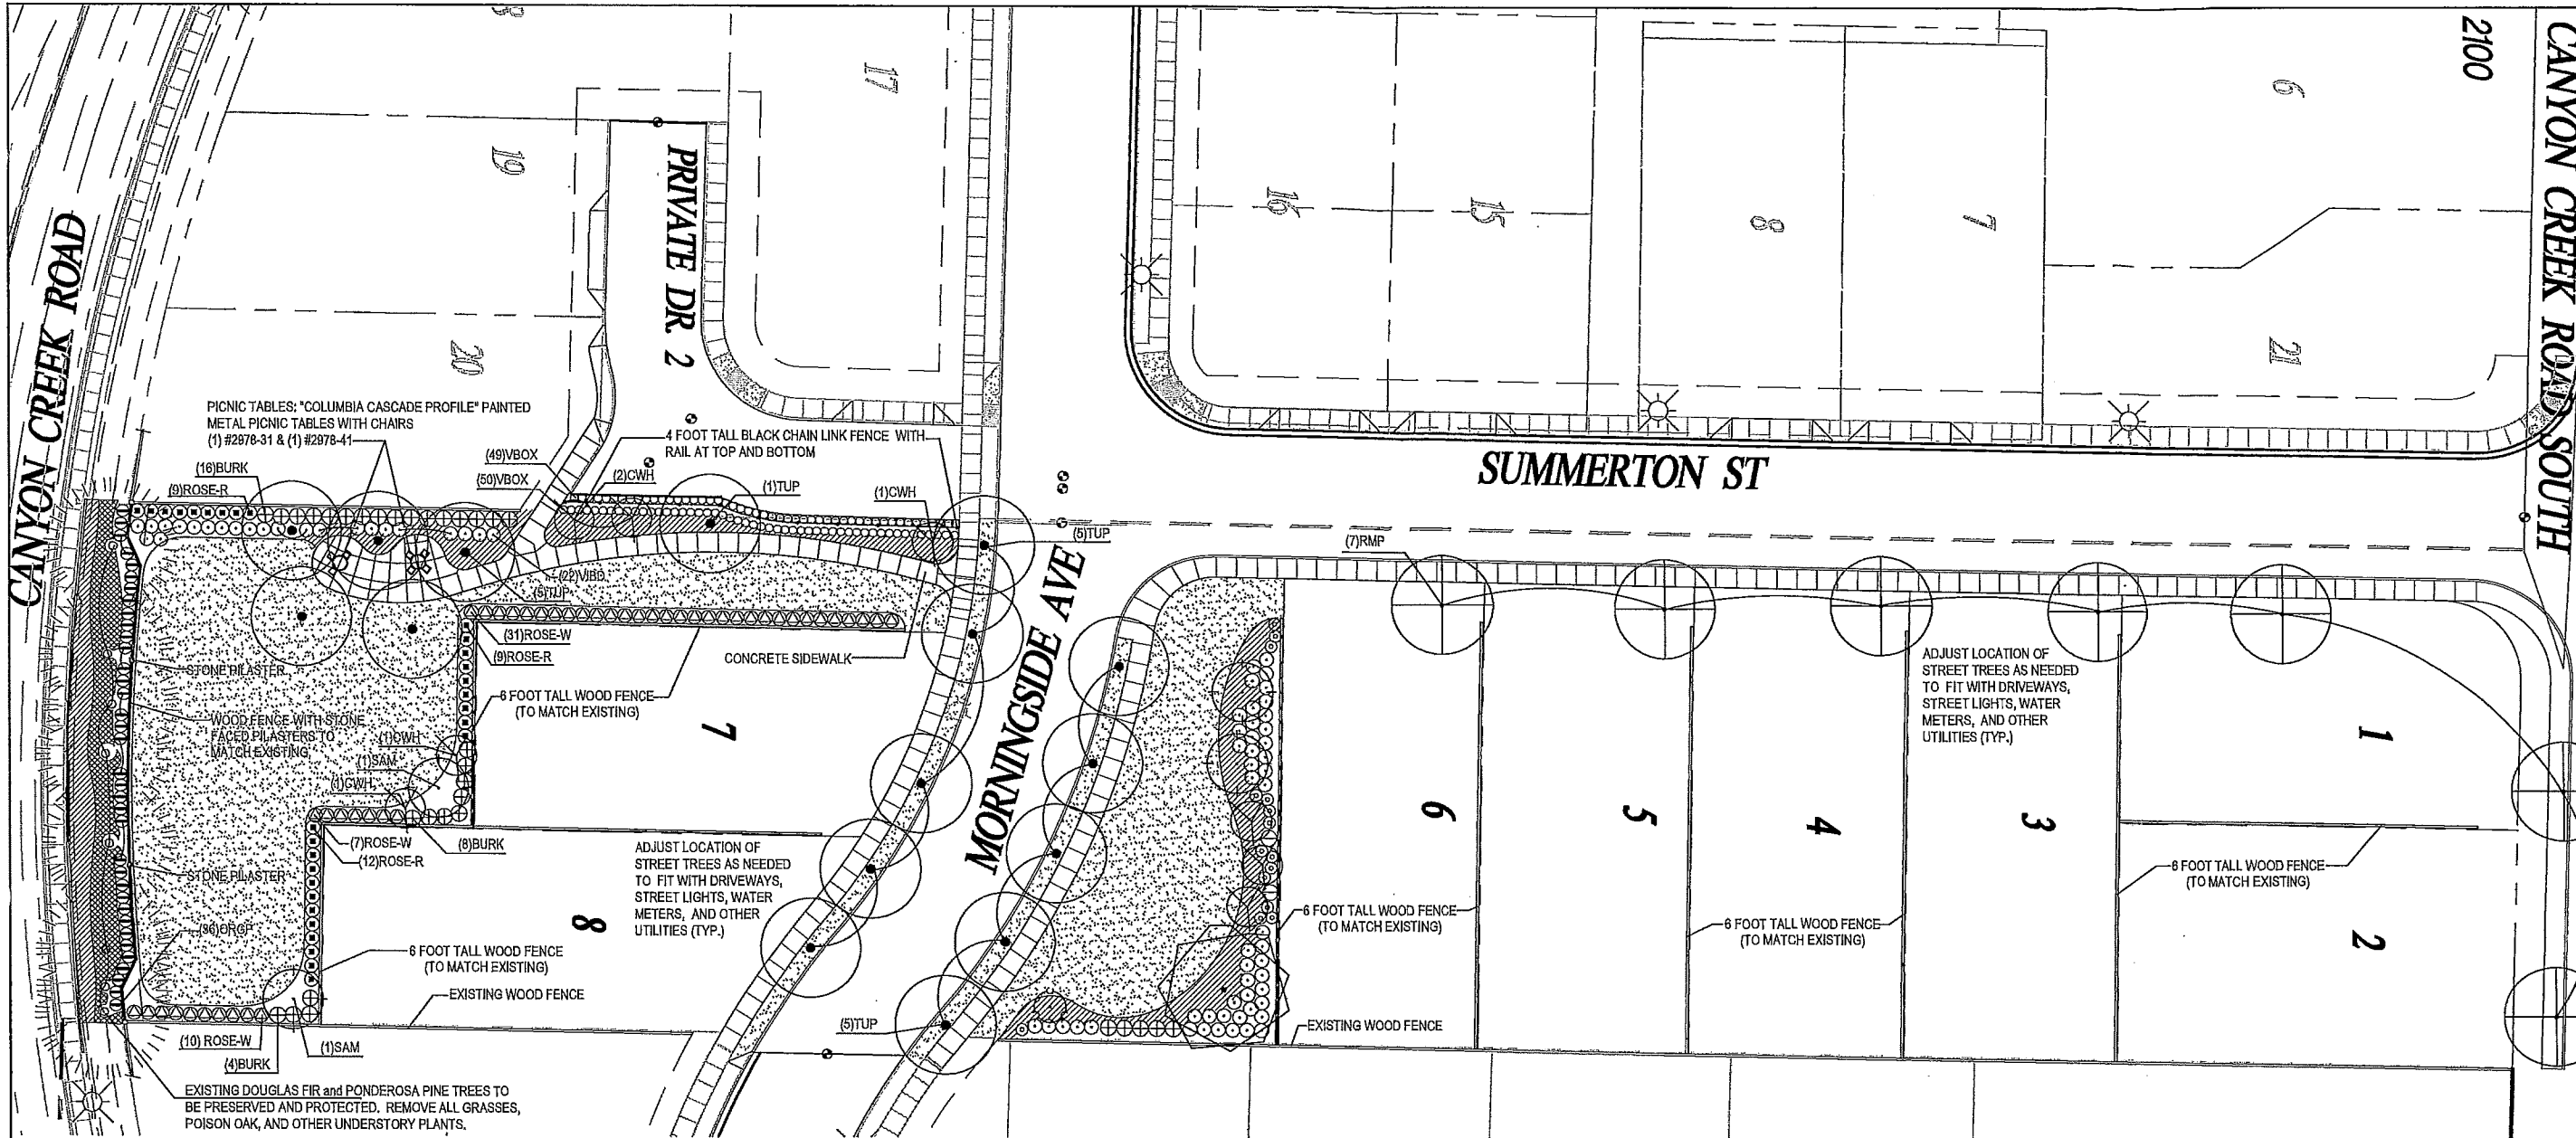 CANYON CREEK ROAD
19
20
17
PRIVATE DR. 2
16
15
8
7
6
21
2100
CANYON CREEK ROAD SOUTH
SUMMERTON ST
MORNINGSIDE AVE
PICNIC TABLES: "COLUMBIA CASCADE PROFILE" PAINTED
METAL PICNIC TABLES WITH CHAIRS
(1) #2978-31 & (1) #2978-41
(16)BURK
(9)ROSE-R
(49)VBOX
(50)VBOX
4 FOOT TALL BLACK CHAIN LINK FENCE WITH
RAIL AT TOP AND BOTTOM
(2)CWH
(1)TUP
(1)CWH
(5)TUP
(22)VIBD
(5)TUP
(31)ROSE-W
(9)ROSE-R
CONCRETE SIDEWALK
6 FOOT TALL WOOD FENCE
(TO MATCH EXISTING)
STONE PILASTER
WOOD FENCE WITH STONE
FACED PILASTERS TO
MATCH EXISTING
(1)CWH
(1)SAM
(1)CWH
7
(7)ROSE-W
(12)ROSE-R
(8)BURK
STONE PILASTER
8
ADJUST LOCATION OF
STREET TREES AS NEEDED
TO FIT WITH DRIVEWAYS,
STREET LIGHTS, WATER
METERS, AND OTHER
UTILITIES (TYP.)
6 FOOT TALL WOOD FENCE
(TO MATCH EXISTING)
EXISTING WOOD FENCE
(10) ROSE-W
(4)BURK
(1)SAM
EXISTING DOUGLAS FIR and PONDEROSA PINE TREES TO
BE PRESERVED AND PROTECTED. REMOVE ALL GRASSES,
POISON OAK, AND OTHER UNDERSTORY PLANTS.
(5)TUP
(7)RMP
6
5
4
3
1
2
ADJUST LOCATION OF
STREET TREES AS NEEDED
TO FIT WITH DRIVEWAYS,
STREET LIGHTS, WATER
METERS, AND OTHER
UTILITIES (TYP.)
6 FOOT TALL WOOD FENCE
(TO MATCH EXISTING)
6 FOOT TALL WOOD FENCE
(TO MATCH EXISTING)
6 FOOT TALL WOOD FENCE
(TO MATCH EXISTING)
EXISTING WOOD FENCE